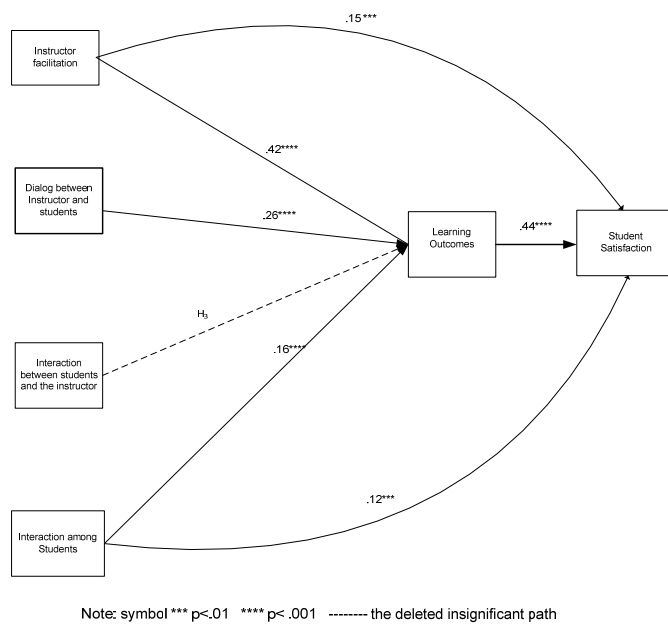 .15***
Instructor
facilitation
.42****
Dialog between
Instructor and
students
.26****
Learning
Outcomes
.44****
Student
Satisfaction
H₃
.16****
Interaction
between students
and the instructor
.12***
Interaction among
Students
Note: symbol *** p<.01 **** p< .001 -------- the deleted insignificant path